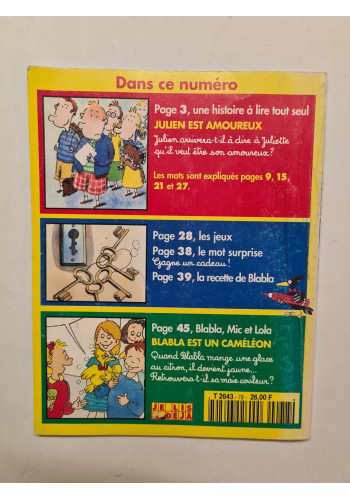 Dans ce numéro
Page 3, une histoire à lire tout seul
JULIEN EST AMOUREUX
Julien arrivera-t-il à dire à Juliette
qu'il veut être son amoureux?
Les mots sont expliqués pages 9, 15,
21 et 27.
Page 28, les jeux
Page 38, le mot surprise
Gagne un cadeau!
Page 39, la recette de Blabla
Page 45, Blabla, Mic et Lola
BLABLA EST UN CAMÉLÉON
Quand Blabla mange une glace
au citron, il devient jaune...
Retrouvera-t-il sa vraie couleur?
JE LIS
DÉJÀ
T 2643 - 78 - 26,00 F